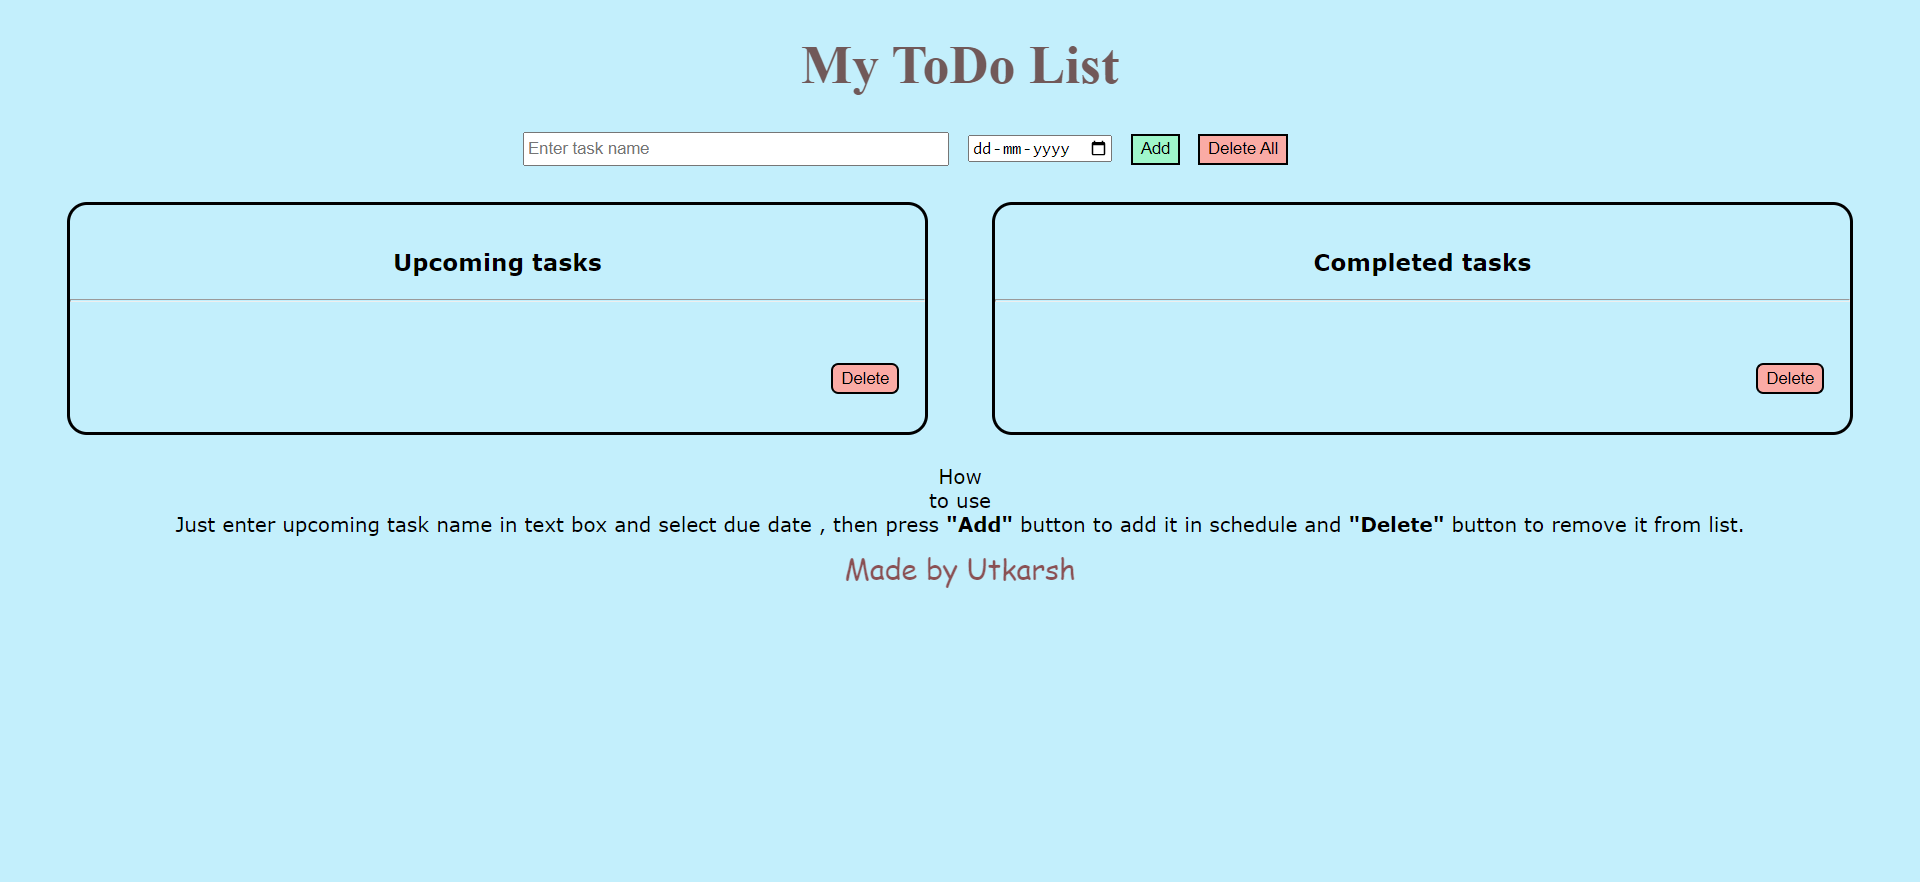 My ToDo List
Enter task name
dd-mm-yyyy
Add
Delete All
Upcoming tasks
Delete
Completed tasks
Delete
How
to use
Just enter upcoming task name in text box and select due date , then press "Add" button to add it in schedule and "Delete" button to remove it from list.
Made by Utkarsh